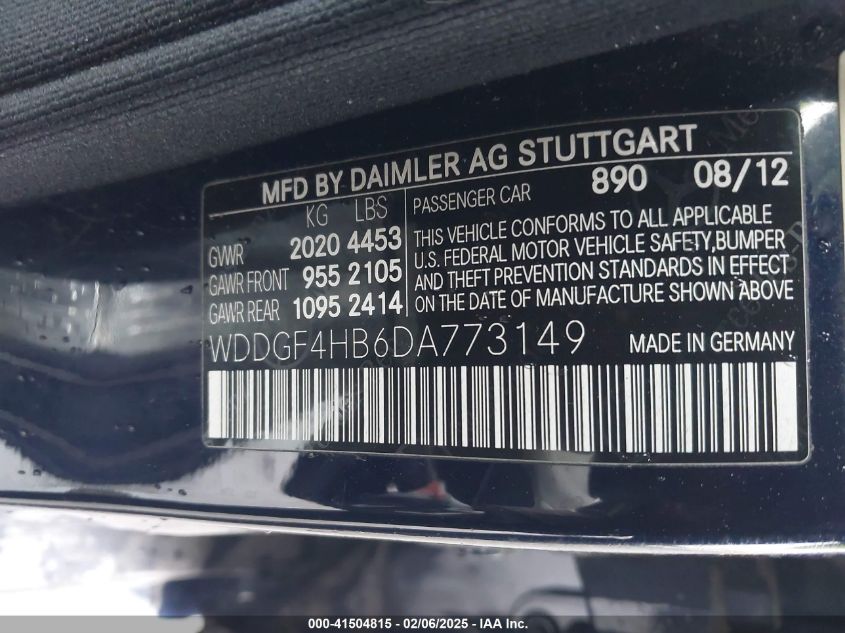 MFD BY DAIMLER AG STUTTGART
KG LBS
GVWR 2020 4453
GAWR FRONT 955 2105
GAWR REAR 1095 2414
PASSENGER CAR 890 08/12
THIS VEHICLE CONFORMS TO ALL APPLICABLE
U.S. FEDERAL MOTOR VEHICLE SAFETY,BUMPER
AND THEFT PREVENTION STANDARDS IN EFFECT
ON THE DATE OF MANUFACTURE SHOWN ABOVE
WDDGF4HB6DA773149 MADE IN GERMANY
000-41504815 - 02/06/2025 - IAA Inc.